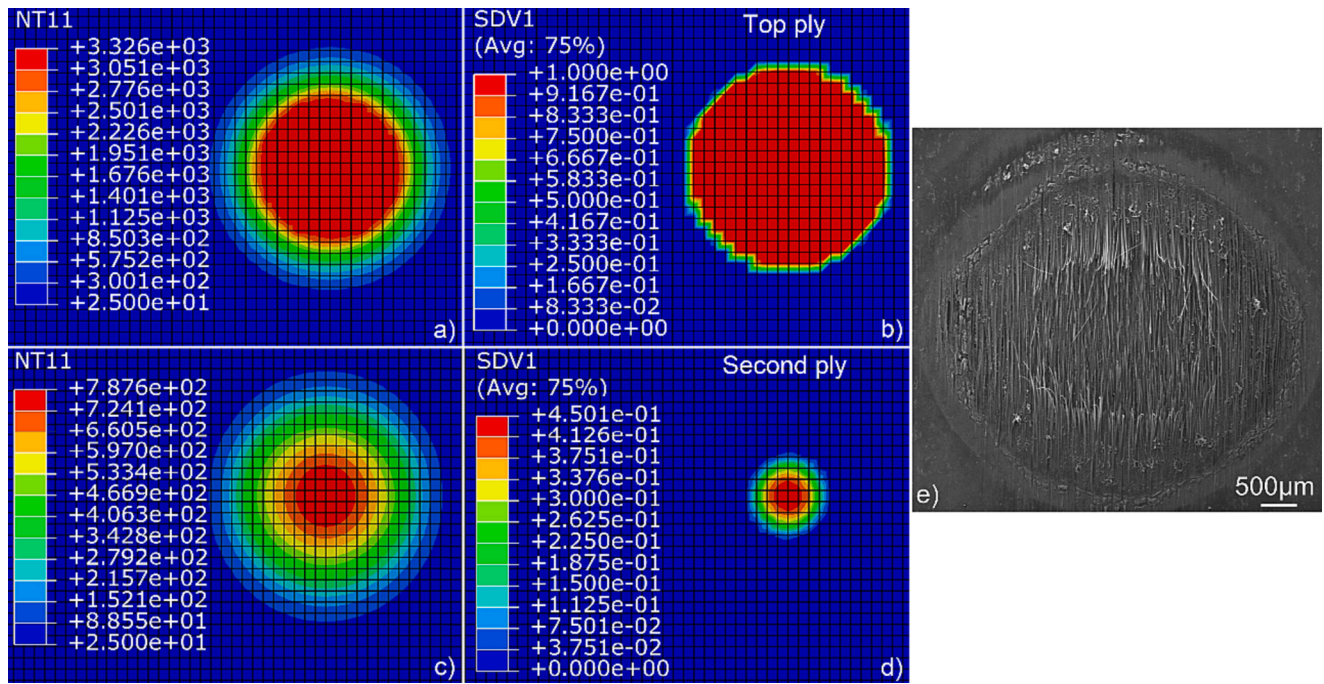 NT11
+3.326e+03
+3.051e+03
+2.776e+03
+2.501e+03
+2.226e+03
+1.951e+03
+1.676e+03
+1.401e+03
+1.125e+03
+8.503e+02
+5.752e+02
+3.001e+02
+2.500e+01
a)
SDV1
(Avg: 75%)
Top ply
+1.000e+00
+9.167e-01
+8.333e-01
+7.500e-01
+6.667e-01
+5.833e-01
+5.000e-01
+4.167e-01
+3.333e-01
+2.500e-01
+1.667e-01
+8.333e-02
+0.000e+00
b)
NT11
+7.876e+02
+7.241e+02
+6.605e+02
+5.970e+02
+5.334e+02
+4.669e+02
+4.063e+02
+3.428e+02
+2.792e+02
+2.157e+02
+1.521e+02
+8.855e+01
+2.500e+01
c)
SDV1
(Avg: 75%)
Second ply
+4.501e-01
+4.126e-01
+3.751e-01
+3.376e-01
+3.000e-01
+2.625e-01
+2.250e-01
+1.875e-01
+1.500e-01
+1.125e-01
+7.501e-02
+3.751e-02
+0.000e+00
d)
e)
500µm